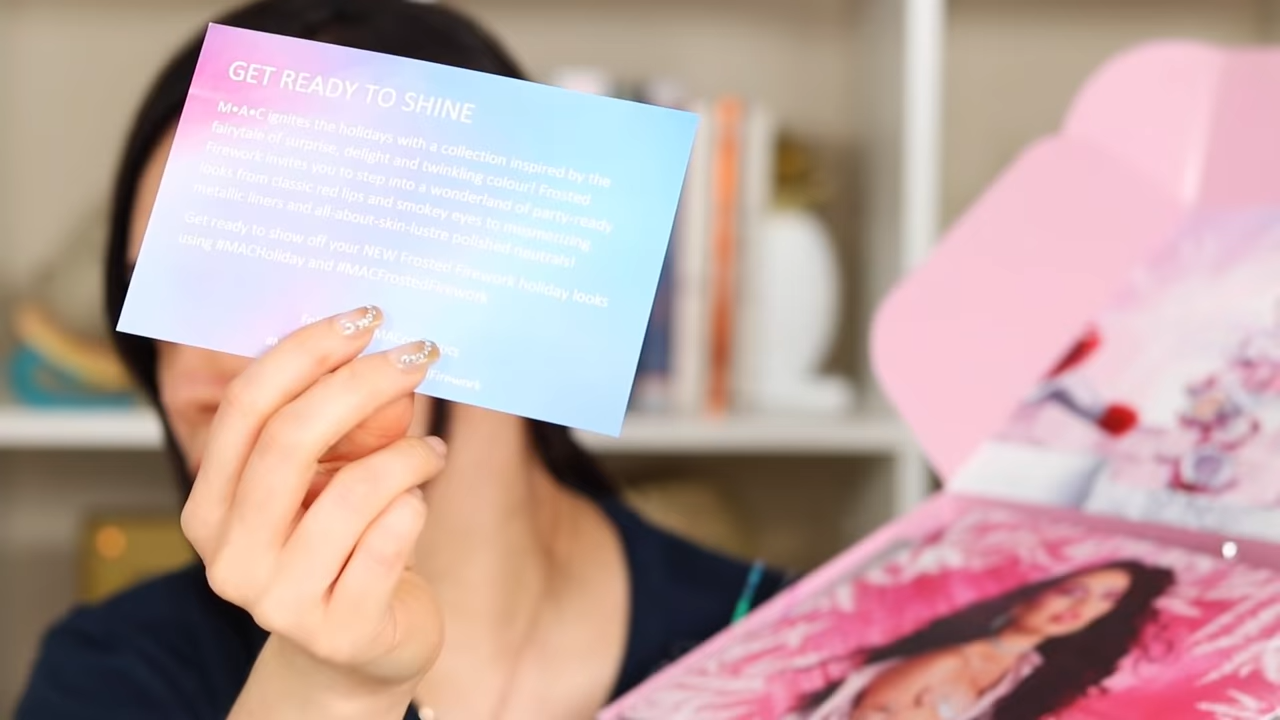 GET READY TO SHINE
M•A•C ignites the holidays with a collection inspired by the
fairytale of surprise, delight and twinkling colour! Frosted
Firework invites you to step into a wonderland of party-ready
looks from classic red lips and smokey eyes to mesmerizing
metallic liners and all-about-skin-lustre polished neutrals!
Get ready to show off your NEW Frosted Firework holiday looks
using #MACHoliday and #MACFrostedFirework